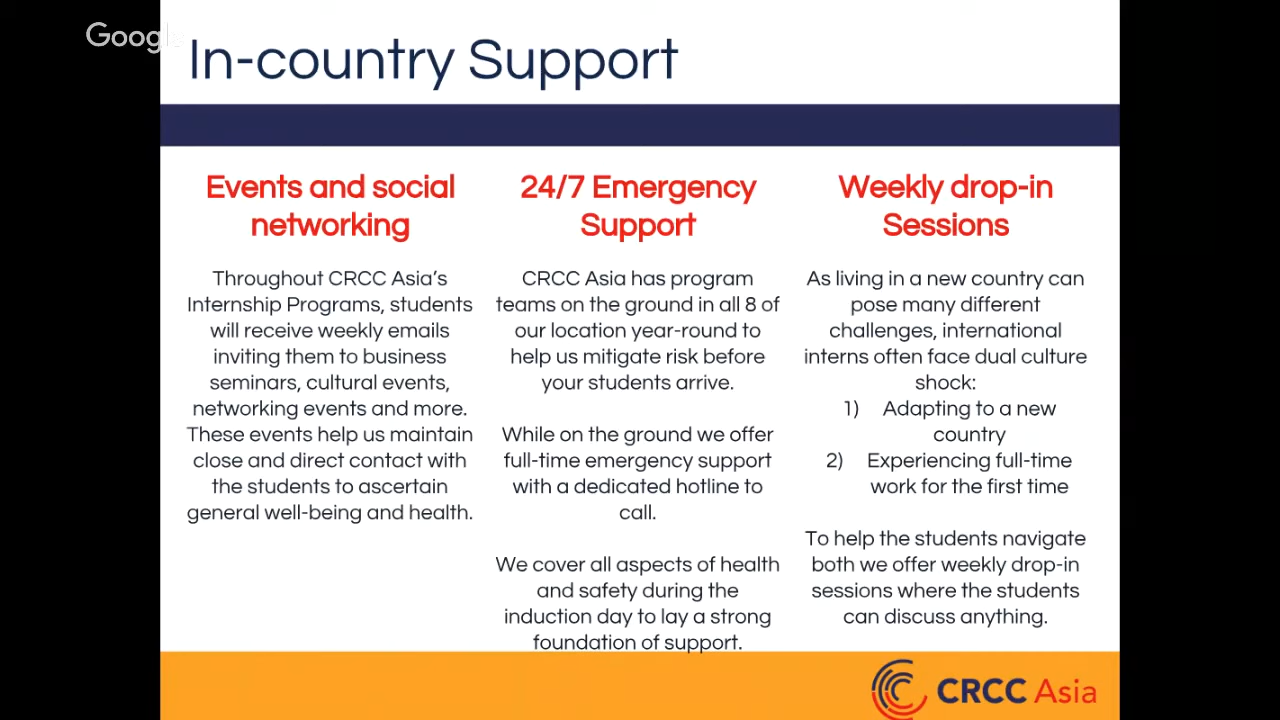 Google
In-country Support
Events and social
networking
Throughout CRCC Asia's
Internship Programs, students
will receive weekly emails
inviting them to business
seminars, cultural events,
networking events and more.
These events help us maintain
close and direct contact with
the students to ascertain
general well-being and health.
24/7 Emergency
Support
CRCC Asia has program
teams on the ground in all 8 of
our location year-round to
help us mitigate risk before
your students arrive.
While on the ground we offer
full-time emergency support
with a dedicated hotline to
call.
We cover all aspects of health
and safety during the
induction day to lay a strong
foundation of support.
Weekly drop-in
Sessions
As living in a new country can
pose many different
challenges, international
interns often face dual culture
shock:
1) Adapting to a new
country
2) Experiencing full-time
work for the first time
To help the students navigate
both we offer weekly drop-in
sessions where the students
can discuss anything.
CRCC Asia